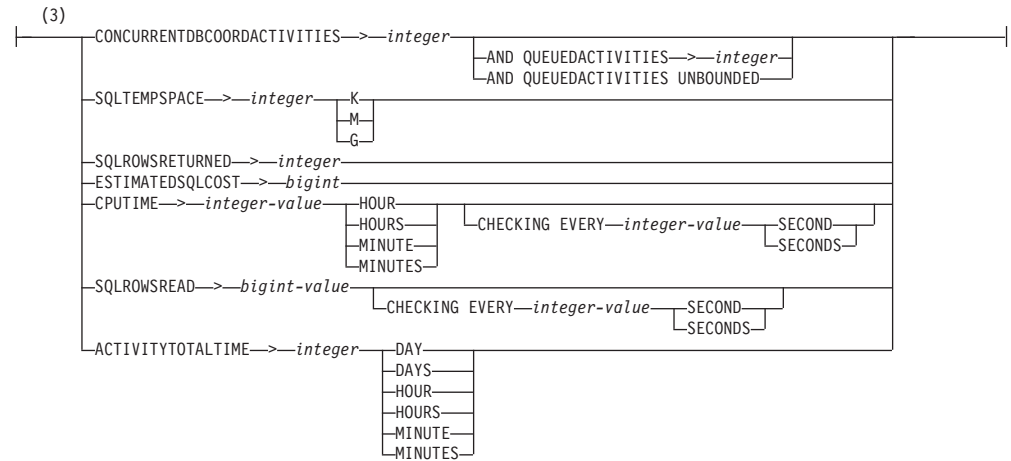 (3)
CONCURRENTDBCOORDACTIVITIES > integer
AND QUEUEDACTIVITIES > integer
AND QUEUEDACTIVITIES UNBOUNDED
SQLTEMPSPACE > integer K
M
G
SQLROWSRETURNED > integer
ESTIMATEDSQLCOST > bigint
CPUTIME > integer-value HOUR
HOURS CHECKING EVERY integer-value SECOND
MINUTE SECONDS
MINUTES
SQLROWSREAD > bigint-value
CHECKING EVERY integer-value SECOND
SECONDS
ACTIVITYTOTALTIME > integer DAY
DAYS
HOUR
HOURS
MINUTE
MINUTES